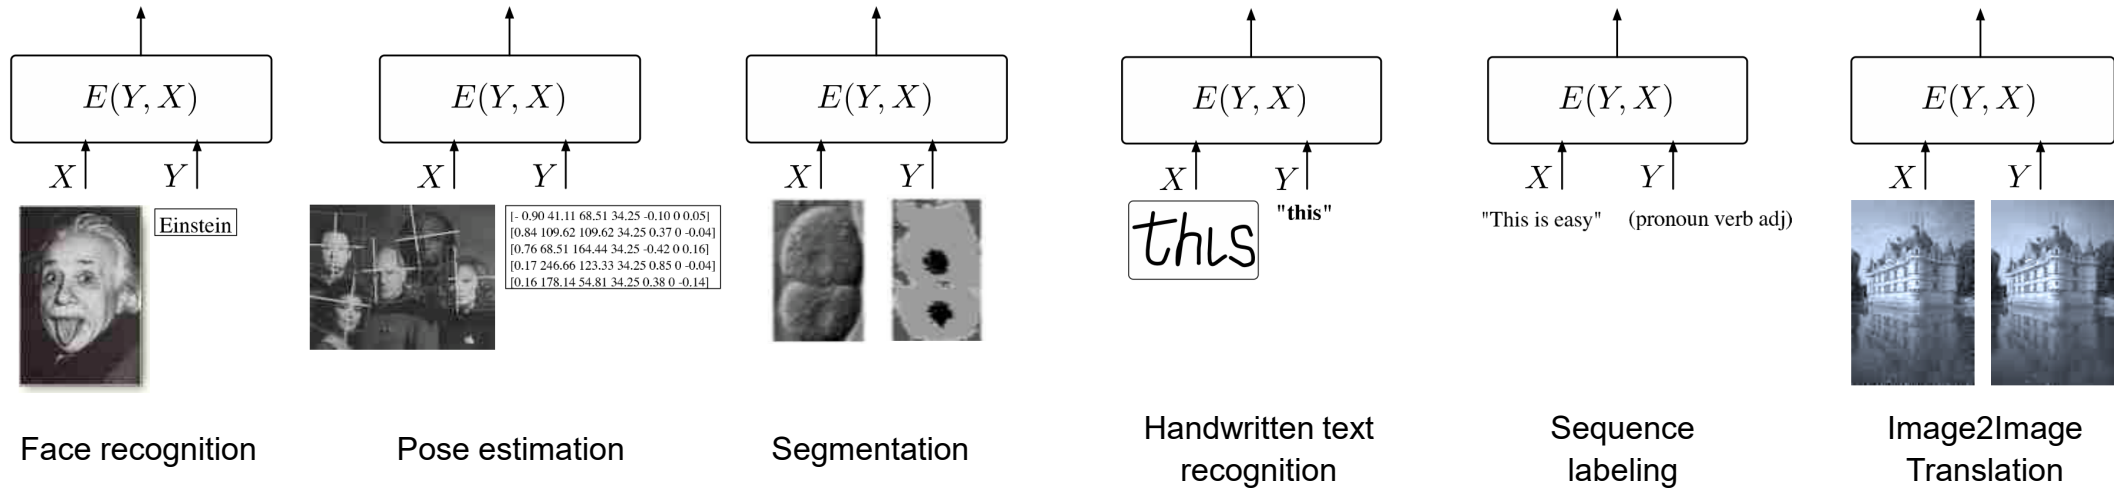 E(Y, X)
X Y
Einstein
Face recognition
E(Y, X)
X Y
[- 0.90 41.11 68.51 34.25 -0.10 0 0.05]
[0.84 109.62 109.62 34.25 0.37 0 -0.04]
[0.76 68.51 164.44 34.25 -0.42 0 0.16]
[0.17 246.66 123.33 34.25 0.85 0 -0.04]
[0.16 178.14 54.81 34.25 0.38 0 -0.14]
Pose estimation
E(Y, X)
X Y
Segmentation
E(Y, X)
X Y
this
"this"
Handwritten text
recognition
E(Y, X)
X Y
"This is easy" (pronoun verb adj)
Sequence
labeling
E(Y, X)
X Y
Image2Image
Translation